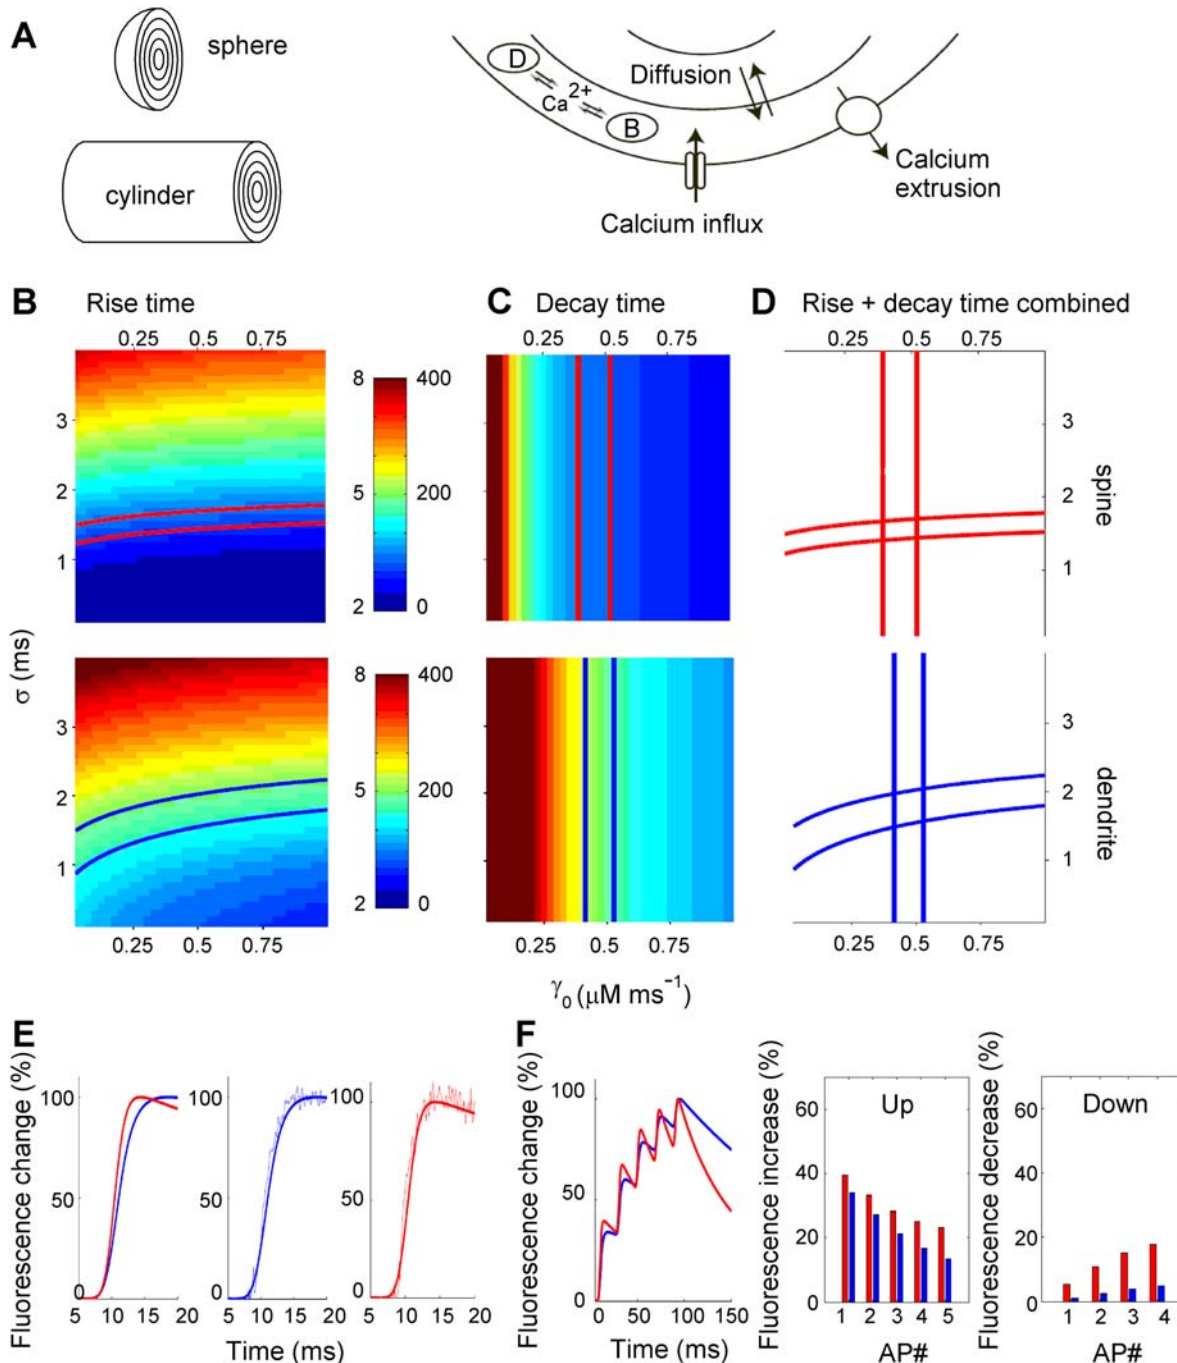 A
sphere
cylinder
D
Ca2+
B
Diffusion
Calcium influx
Calcium extrusion
B Rise time
C Decay time
D Rise + decay time combined
0.25 0.5 0.75
0.25 0.5 0.75
0.25 0.5 0.75
3
2
1
8 400
5 200
2 0
3
2
1
spine
σ (ms)
3
2
1
8 400
5 200
2 0
3
2
1
dendrite
0.25 0.5 0.75
0.25 0.5 0.75
0.25 0.5 0.75
γ0 (μM ms−1)
E
Fluorescence change (%)
100
50
0
5 10 15 20
100
50
0
5 10 15 20
100
50
0
5 10 15 20
Time (ms)
F
Fluorescence change (%)
100
50
0
0 50 100 150
Time (ms)
Fluorescence increase (%)
Up
60
40
20
0
1 2 3 4 5
AP#
Fluorescence decrease (%)
Down
60
40
20
0
1 2 3 4
AP#